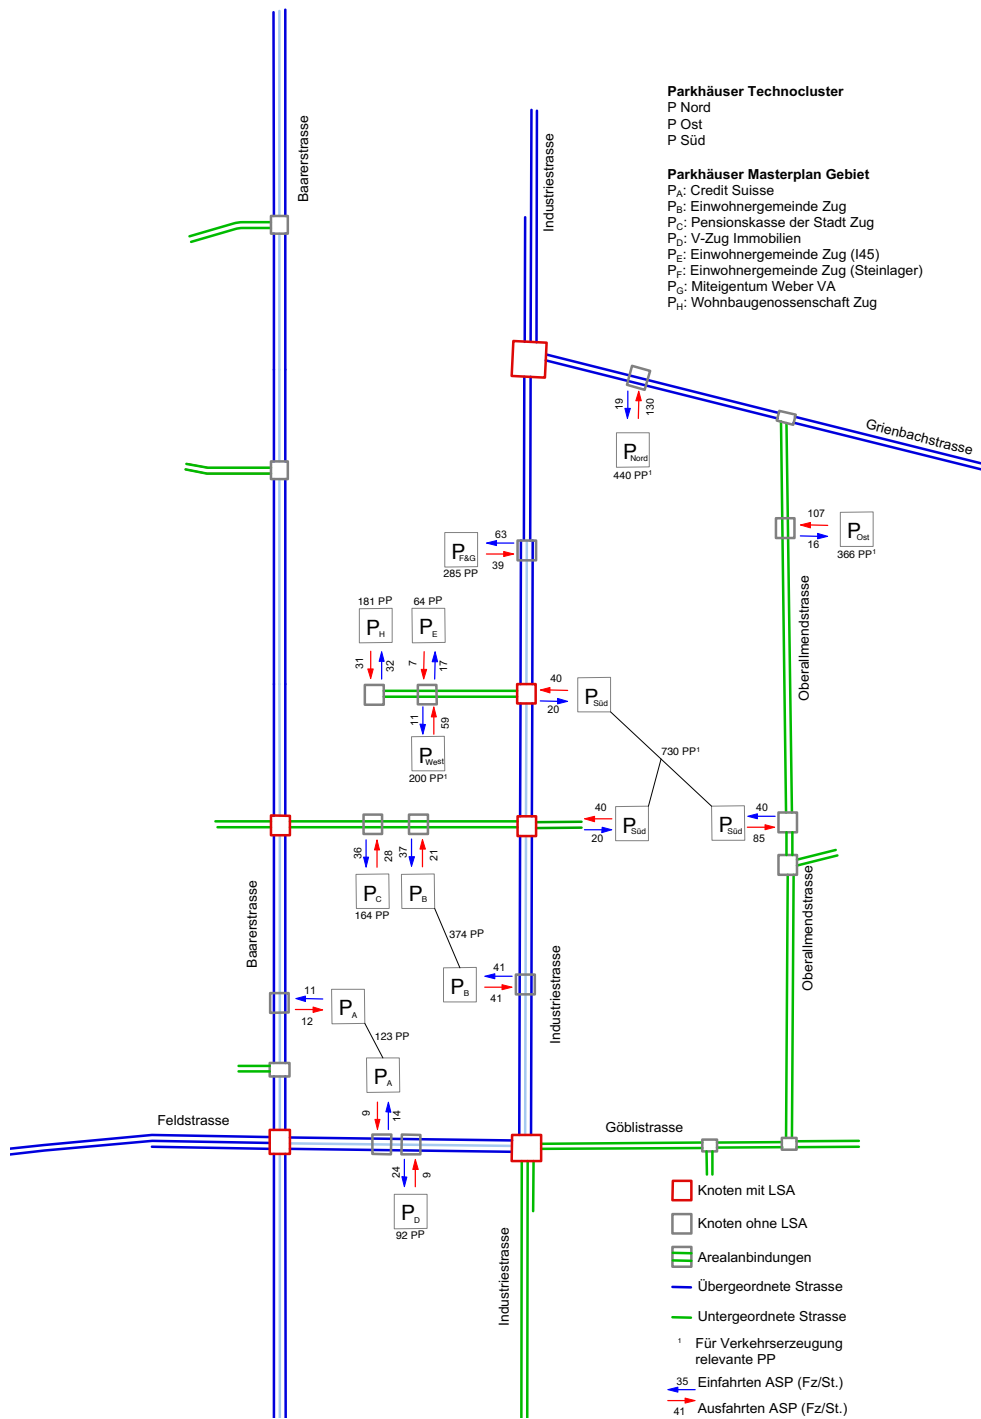 Parkhäuser Technocluster
P Nord
P Ost
P Süd
Parkhäuser Masterplan Gebiet
PA: Credit Suisse
PB: Einwohnergemeinde Zug
PC: Pensionskasse der Stadt Zug
PD: V-Zug Immobilien
PE: Einwohnergemeinde Zug (I45)
PF: Einwohnergemeinde Zug (Steinlager)
PG: Miteigentum Weber VA
PH: Wohnbaugenossenschaft Zug
Baarerstrasse
Industriestrasse
Grienbachstrasse
19
130
PNord
440 PP¹
107
POst
16
366 PP¹
63
PF&G
39
285 PP
181 PP
64 PP
PH
PE
31
32
7
17
40
PSüd
20
11
59
PWest
200 PP¹
730 PP¹
Oberallmendstrasse
40
PSüd
20
40
PSüd
85
36
28
37
21
PC
164 PP
PB
374 PP
Baarerstrasse
Industriestrasse
Oberallmendstrasse
41
PB
41
11
PA
12
123 PP
PA
9
14
Feldstrasse
Göblistrasse
24
9
PD
92 PP
Industriestrasse
Knoten mit LSA
Knoten ohne LSA
Arealanbindungen
Übergeordnete Strasse
Untergeordnete Strasse
¹ Für Verkehrserzeugung
relevante PP
35 Einfahrten ASP (Fz/St.)
41 Ausfahrten ASP (Fz/St.)